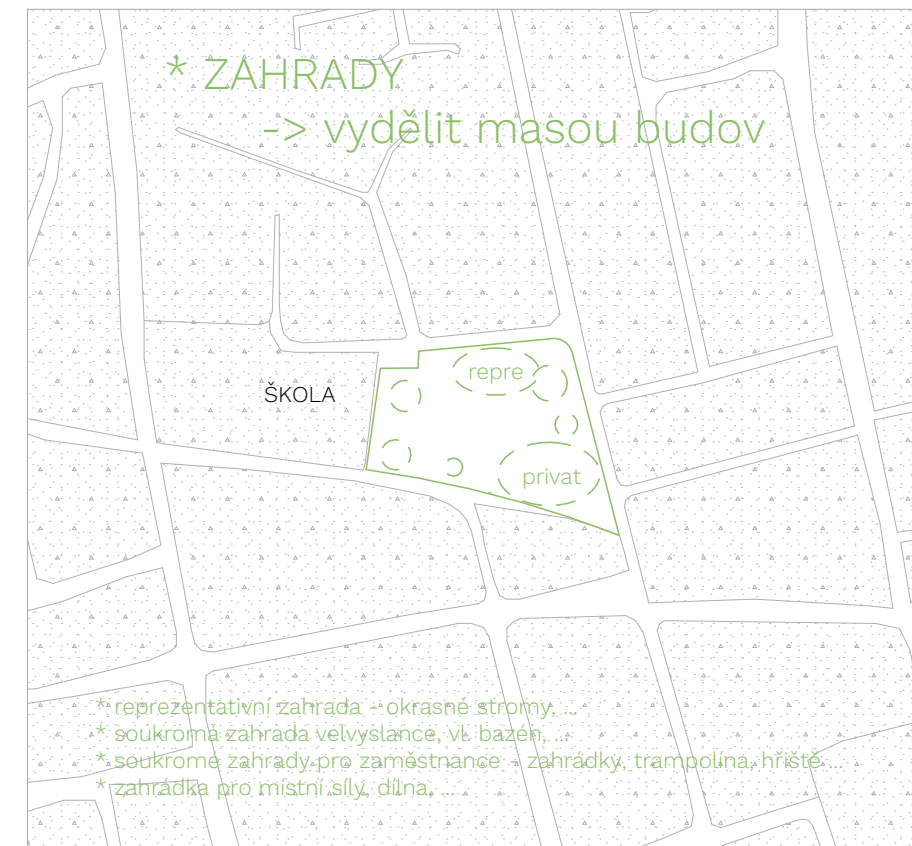 * ZAHRADY
-> vydělit masou budov
repre
ŠKOLA
privat
* reprezentativní zahrada - okrasné stromy, ...
* soukromá zahrada velvyslance, vl. bazén, ...
* soukromé zahrady pro zaměstnance - zahrádky, trampolína, hřiště ...
* zahrádka pro místní síly, dílna, ...